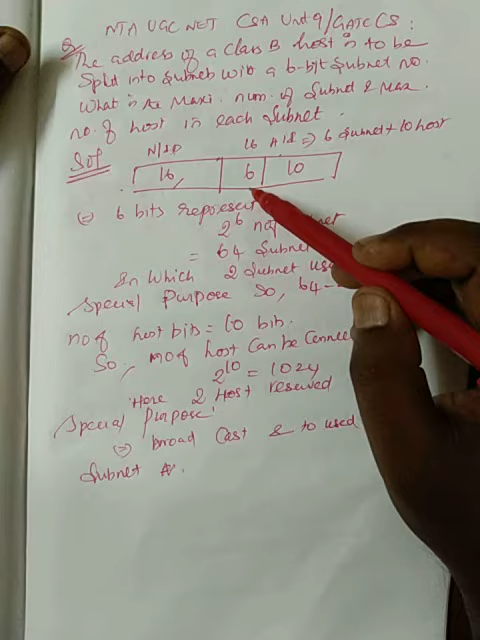 NTA UGC NET CSA Unit 9/GATE CS:
Q. The address of a class B host is to be
Split into Subnets with a 6-bit Subnet no.
What is the Maxi. num. of Subnet & Max.
no. of host in each Subnet.
Sol N/W ID 16 H ID => 6 Subnet + 10 host
16, 6 10
6 bits represent
2^6 no of Subnet
= 64 Subnet
In Which 2 Subnet use
Special Purpose So, 64-
no of host bits = 10 bits.
So, no of host Can be Connec
2^10 = 1024
Here 2 Host reserved
Special Purpose!
=> broad Cast & to used
Subnet